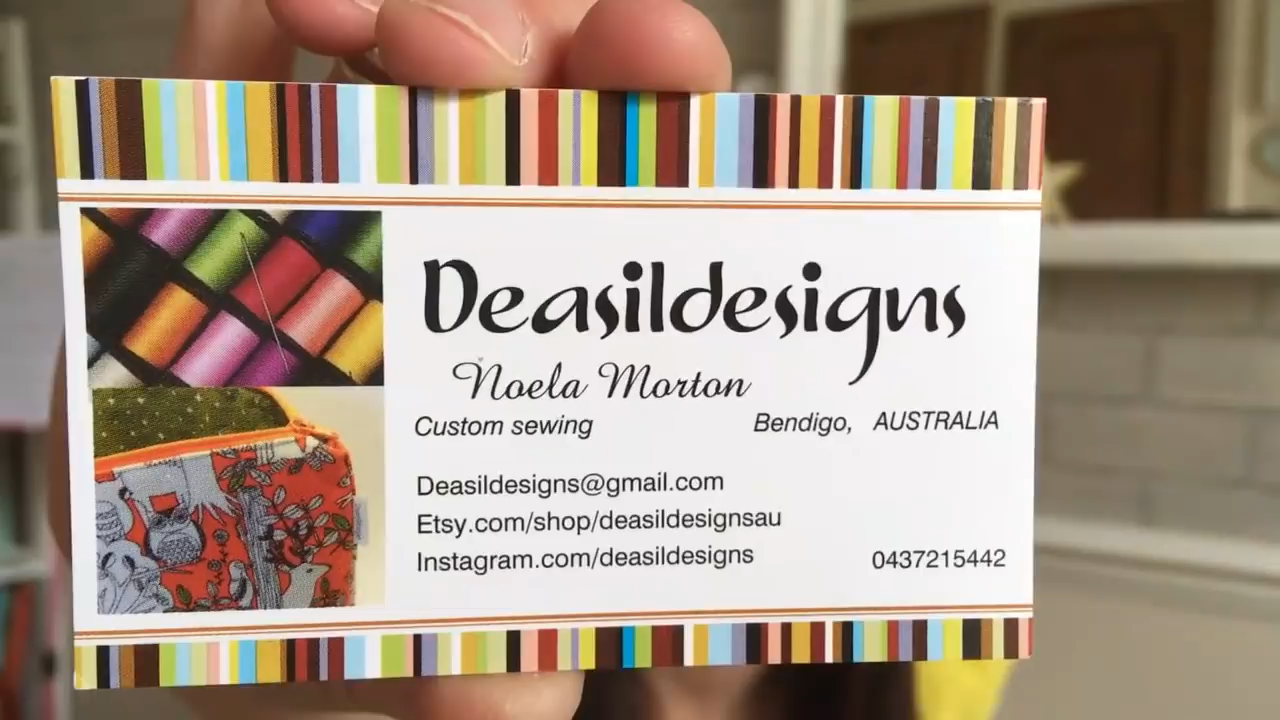 Deasildesigns
Noela Morton
Custom sewing Bendigo, AUSTRALIA
Deasildesigns@gmail.com
Etsy.com/shop/deasildesignsau
Instagram.com/deasildesigns 0437215442